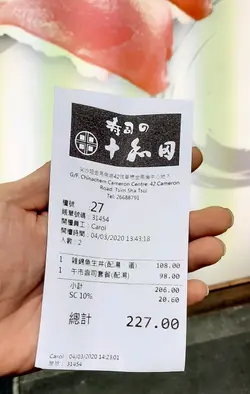 寿司の
十和田
G/F, Chinachem Cameron Centre, 42 Cameron
Road, Tsim Sha Tsui
Tel: 26688791
檯號 : 27
賬單號碼 : 31454
開檯員工 : Carol
開檯時間 : 04/03/2020 13:43:18
人數 : 2
1 雜錦魚生丼(配湯 108.00
1 午市壽司套餐(配湯) 98.00
小計 206.00
SC 10% 20.60
總計 227.00
Carol : 04/03/2020 14:23:01
31454